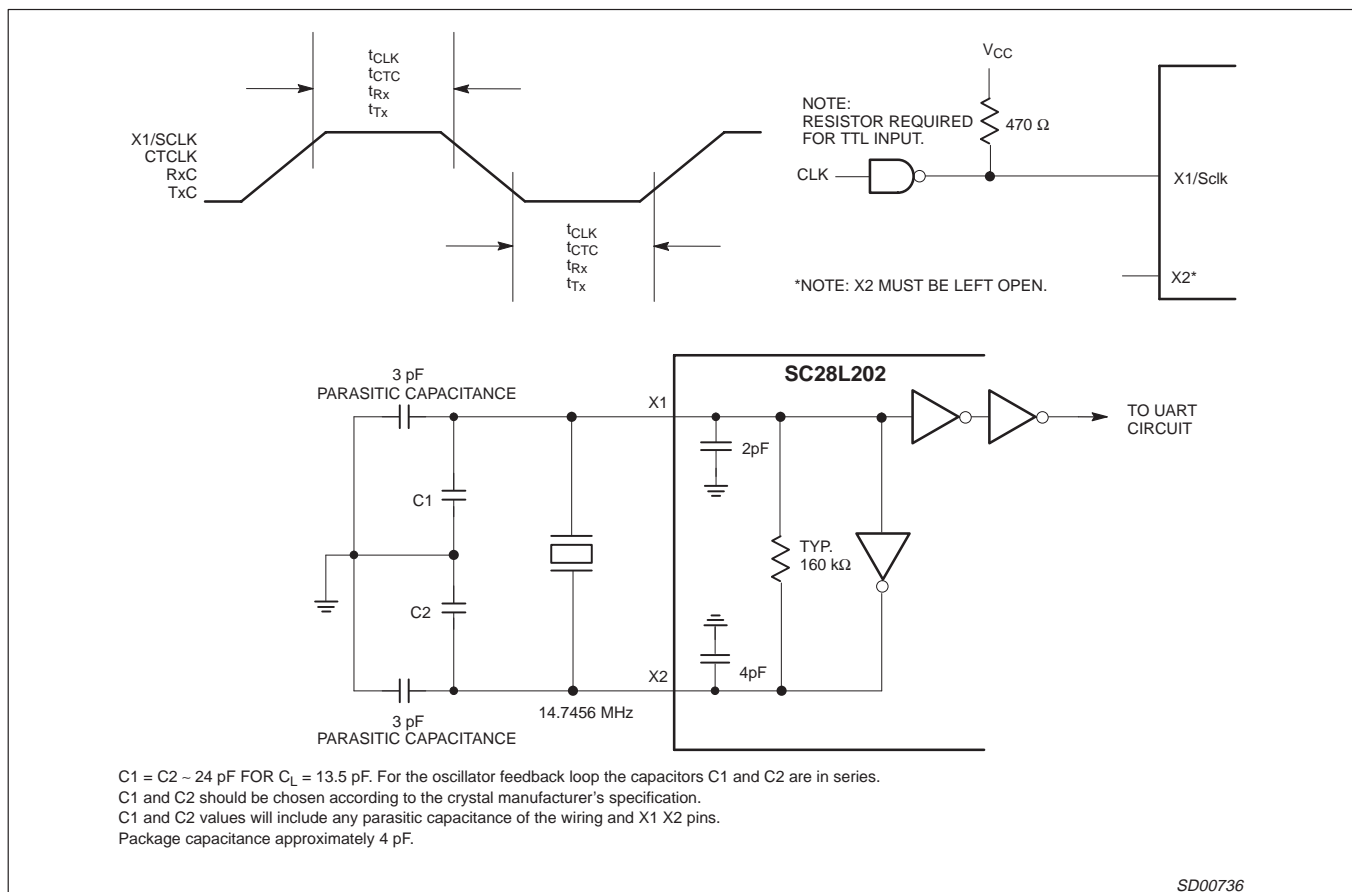 tCLK
tCTC
tRx
tTx
X1/SCLK
CTCLK
RxC
TxC
tCLK
tCTC
tRx
tTx
VCC
NOTE:
RESISTOR REQUIRED
FOR TTL INPUT.
470 Ω
CLK
X1/Sclk
X2*
*NOTE: X2 MUST BE LEFT OPEN.
3 pF
PARASITIC CAPACITANCE
SC28L202
X1
TO UART
CIRCUIT
2pF
C1
TYP.
160 kΩ
C2
4pF
X2
14.7456 MHz
3 pF
PARASITIC CAPACITANCE
C1 = C2 ~ 24 pF FOR CL = 13.5 pF. For the oscillator feedback loop the capacitors C1 and C2 are in series.
C1 and C2 should be chosen according to the crystal manufacturer's specification.
C1 and C2 values will include any parasitic capacitance of the wiring and X1 X2 pins.
Package capacitance approximately 4 pF.
SD00736